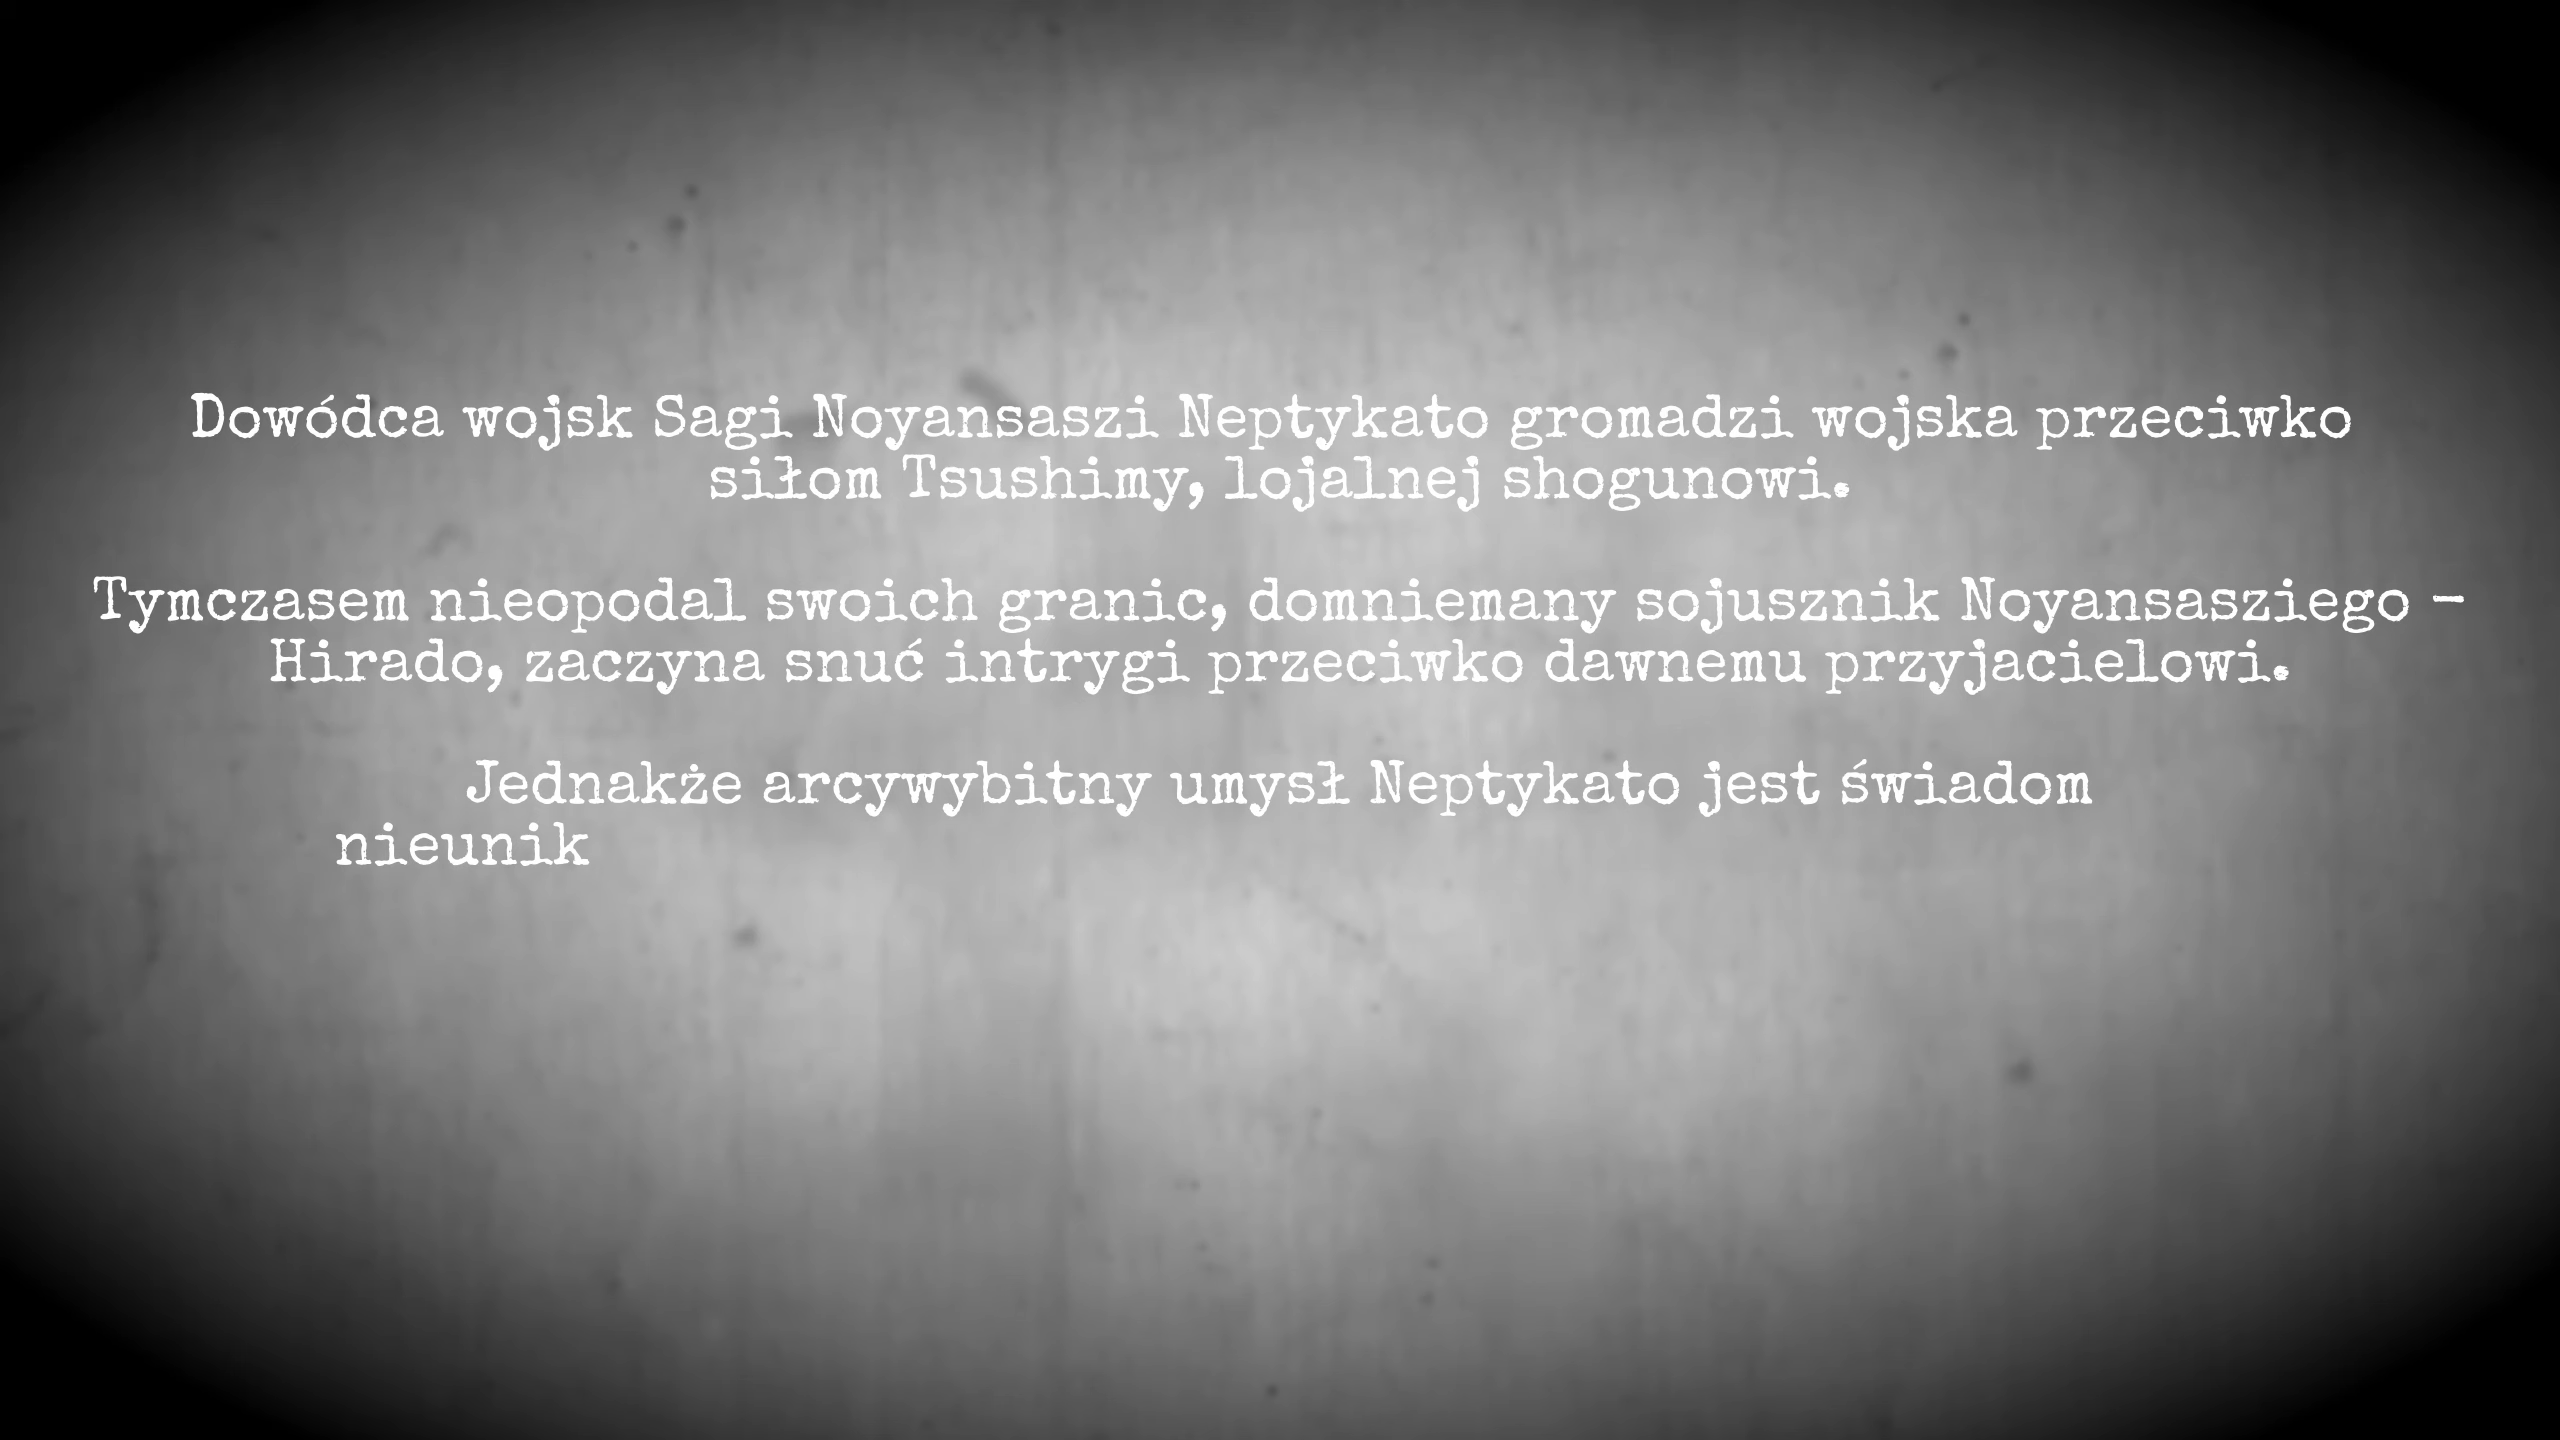 Dowódca wojsk Sagi Noyansaszi Neptykato gromadzi wojska przeciwko
siłom Tsushimy, lojalnej shogunowi.
Tymczasem nieopodal swoich granic, domniemany sojusznik Noyansasziego -
Hirado, zaczyna snuć intrygi przeciwko dawnemu przyjacielowi.
Jednakże arcywybitny umysł Neptykato jest świadom
nieunik